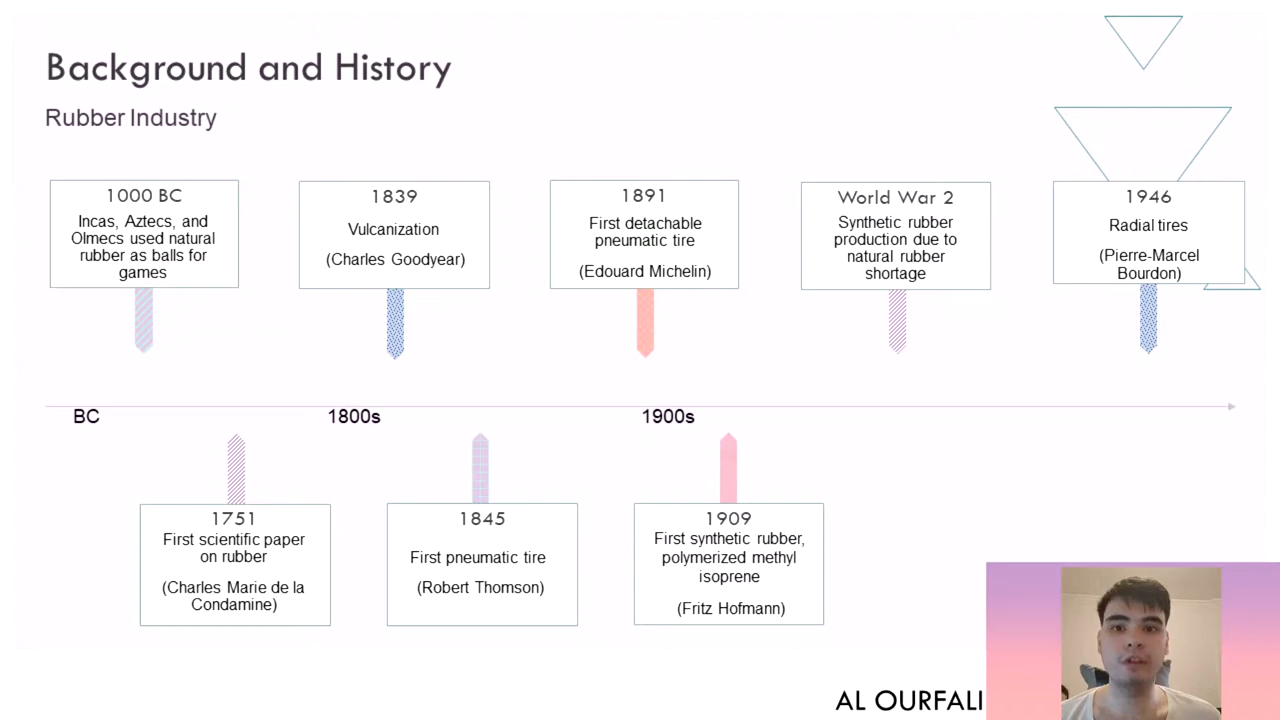 Background and History
Rubber Industry
1000 BC
Incas, Aztecs, and
Olmecs used natural
rubber as balls for
games
1839
Vulcanization
(Charles Goodyear)
1891
First detachable
pneumatic tire
(Edouard Michelin)
World War 2
Synthetic rubber
production due to
natural rubber
shortage
1946
Radial tires
(Pierre-Marcel
Bourdon)
BC
1800s
1900s
1751
First scientific paper
on rubber
(Charles Marie de la
Condamine)
1845
First pneumatic tire
(Robert Thomson)
1909
First synthetic rubber,
polymerized methyl
isoprene
(Fritz Hofmann)
AL OURFALI